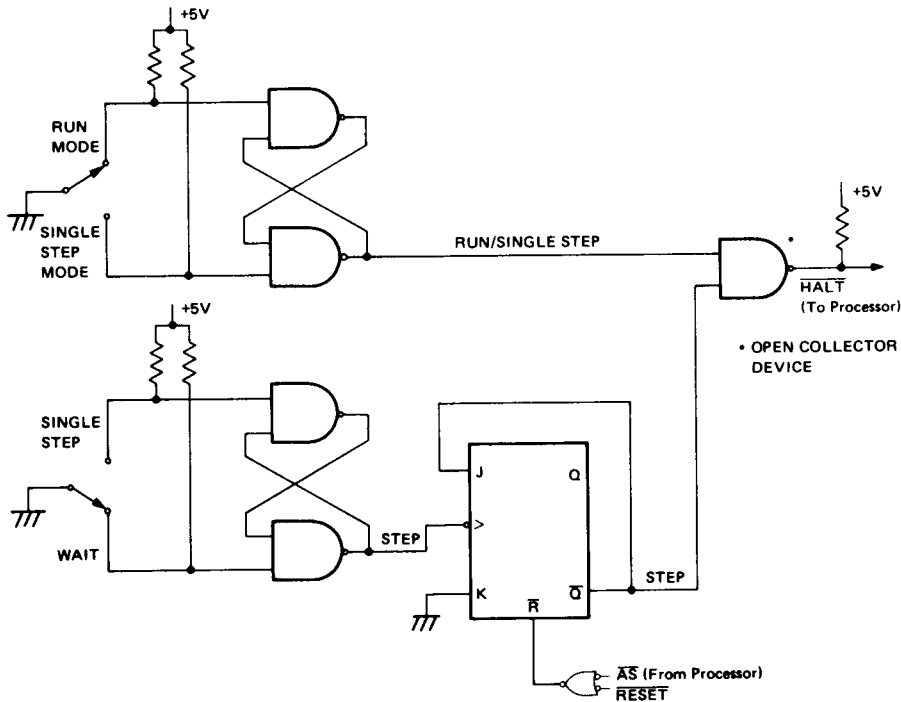 +5V
RUN
MODE
SINGLE
STEP
MODE
RUN/SINGLE STEP
+5V
HALT
(To Processor)
• OPEN COLLECTOR
DEVICE
+5V
SINGLE
STEP
WAIT
STEP
J
Q
>
K
R
Q
STEP
AS (From Processor)
RESET